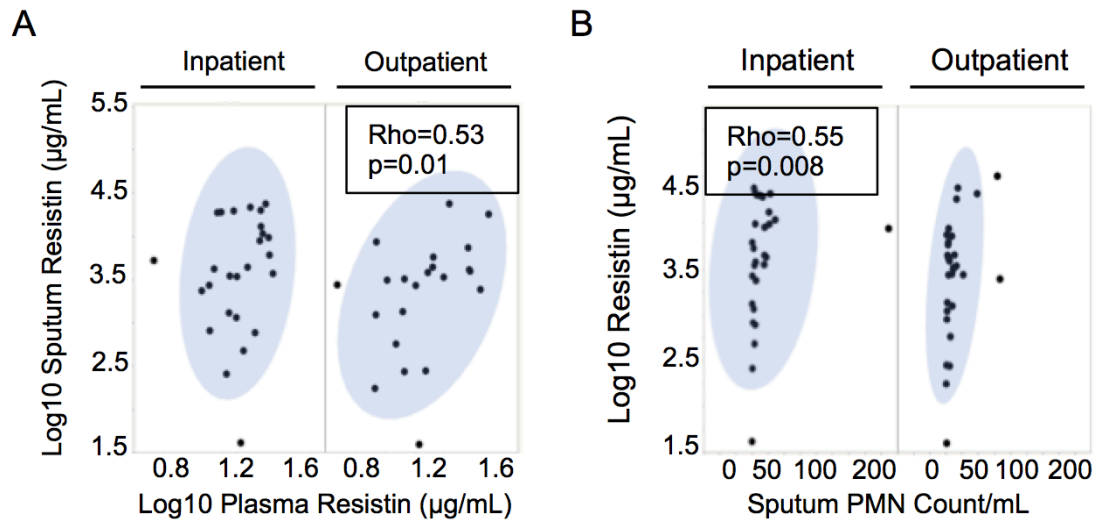 A
Inpatient
Outpatient
Log10 Sputum Resistin (µg/mL)
5.5
4.5
3.5
2.5
1.5
Rho=0.53
p=0.01
0.8
1.2
1.6
0.8
1.2
1.6
Log10 Plasma Resistin (µg/mL)
B
Inpatient
Outpatient
Log10 Resistin (µg/mL)
4.5
3.5
2.5
1.5
Rho=0.55
p=0.008
0
50
100
200
0
50
100
200
Sputum PMN Count/mL